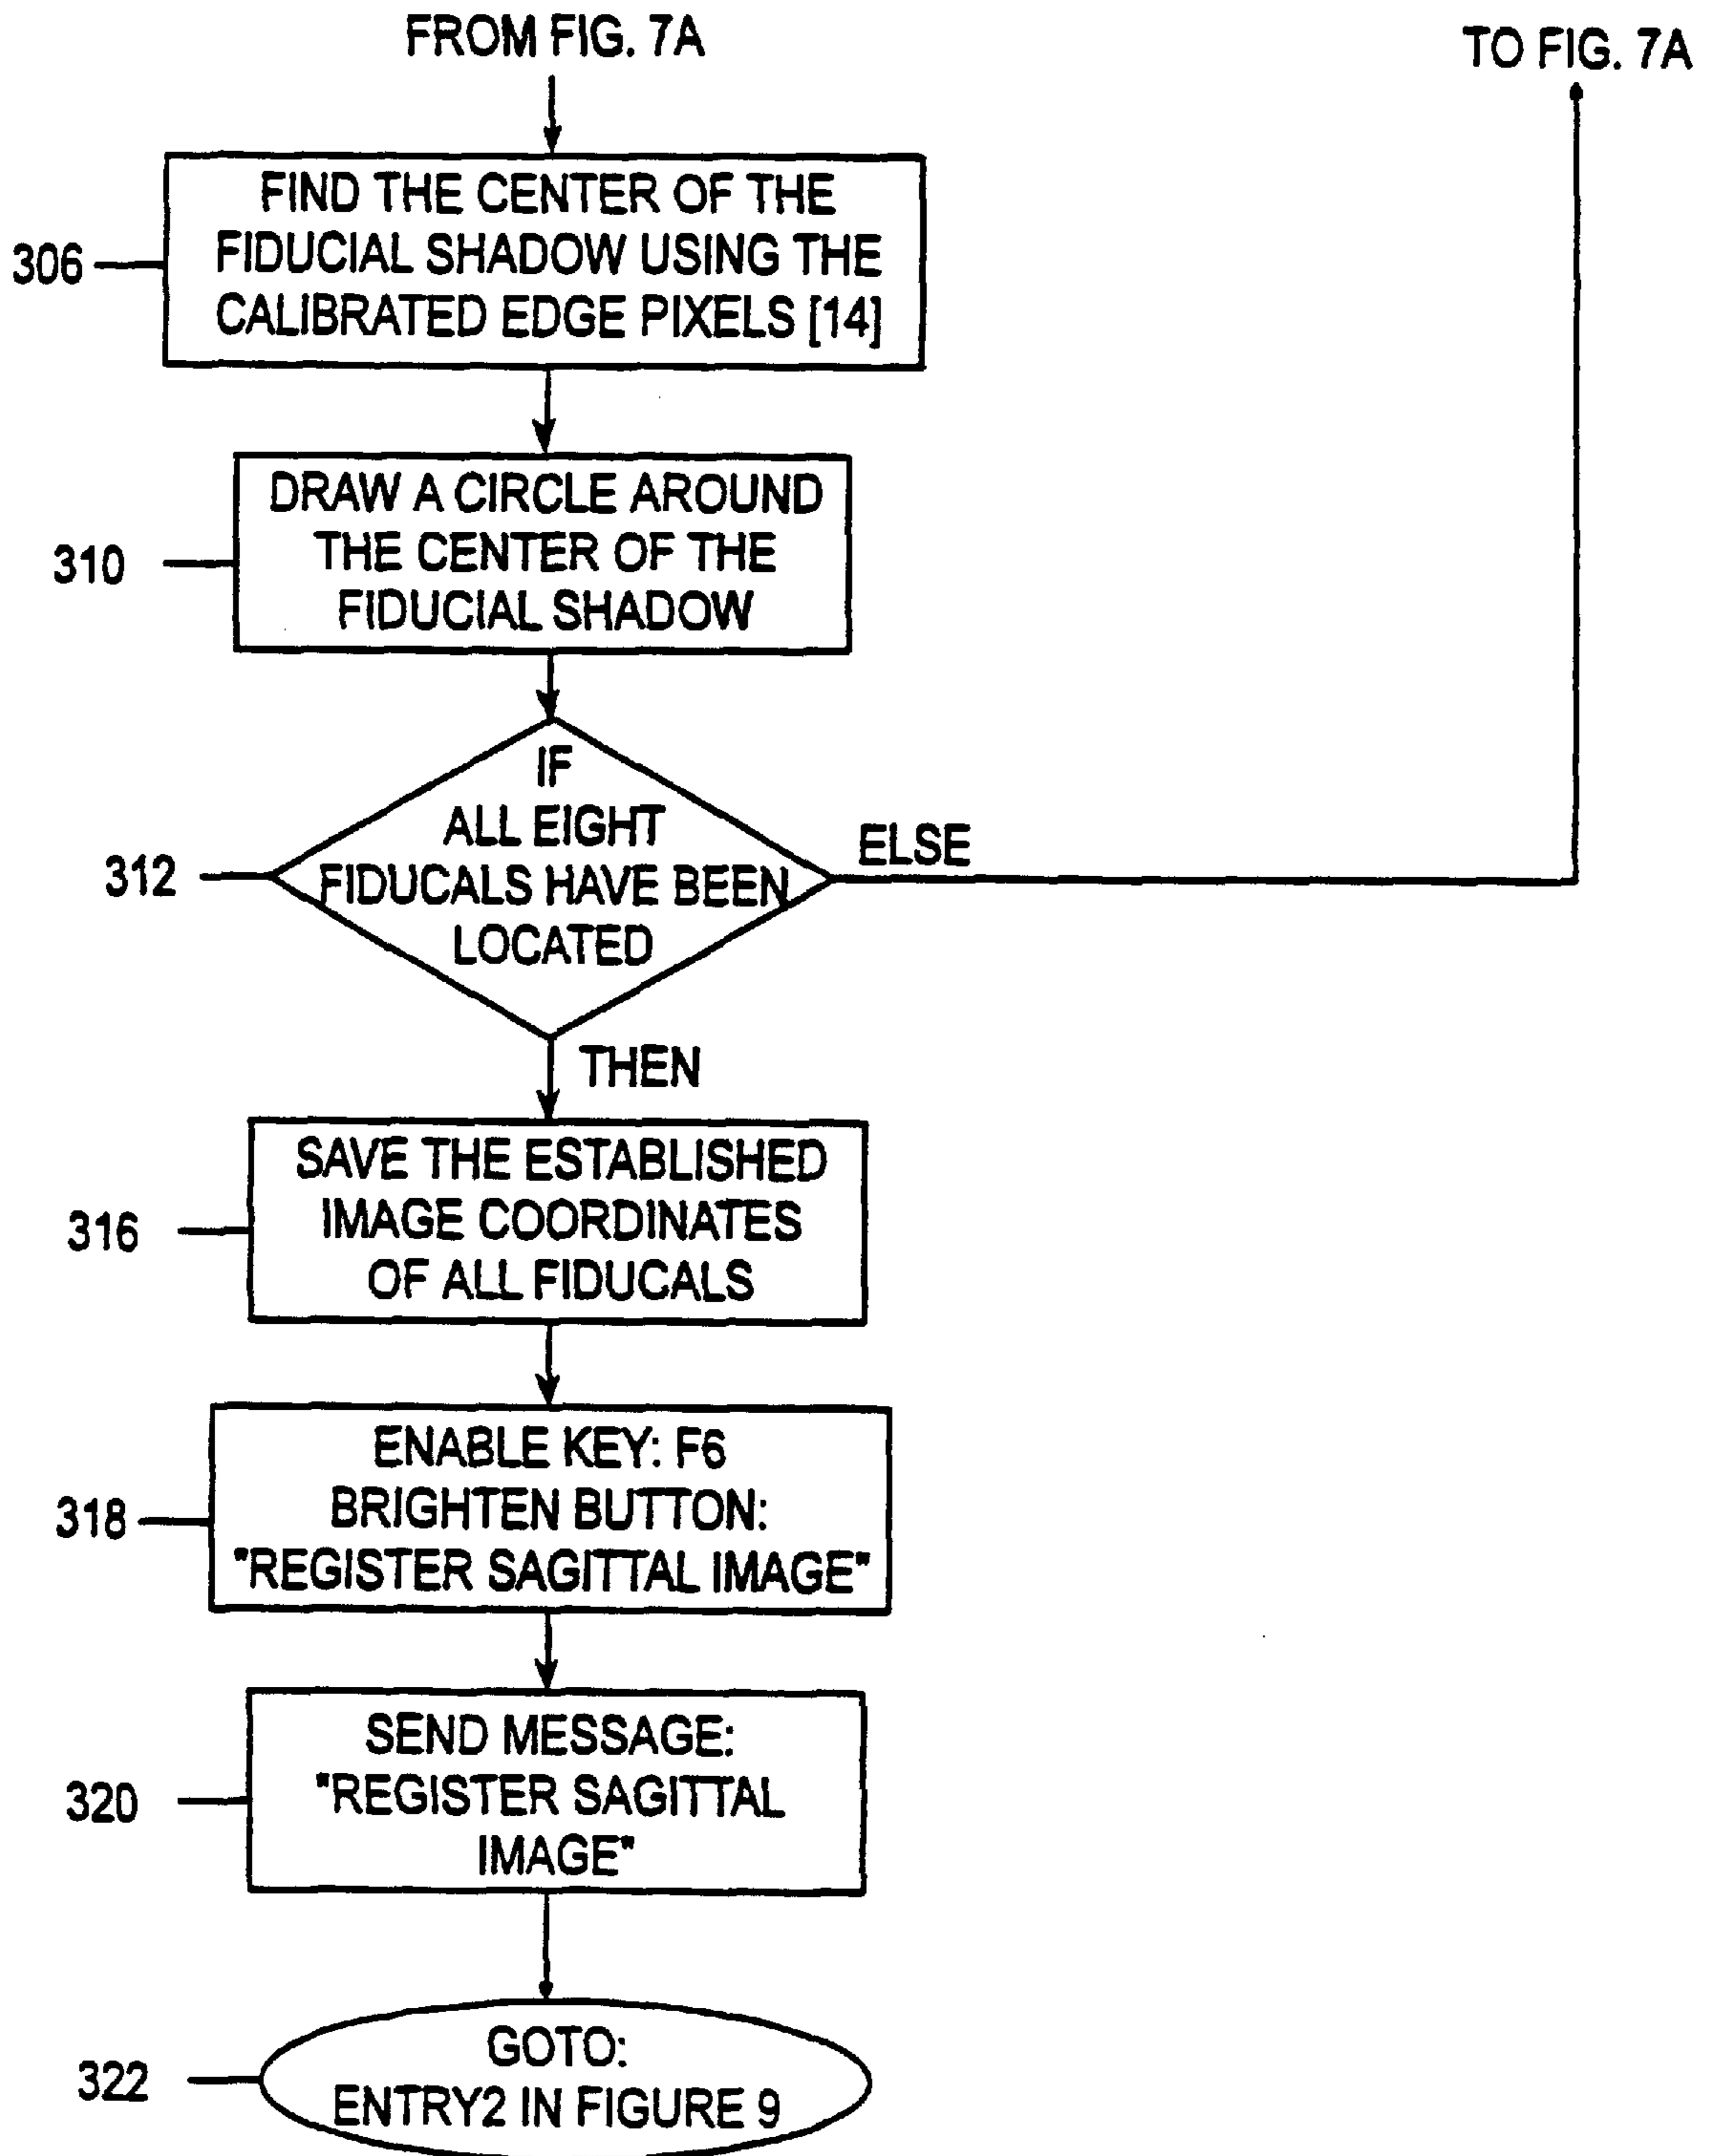 FROM FIG. 7A
TO FIG. 7A
306
FIND THE CENTER OF THE
FIDUCIAL SHADOW USING THE
CALIBRATED EDGE PIXELS [14]
310
DRAW A CIRCLE AROUND
THE CENTER OF THE
FIDUCIAL SHADOW
312
IF
ALL EIGHT
FIDUCALS HAVE BEEN
LOCATED
ELSE
THEN
316
SAVE THE ESTABLISHED
IMAGE COORDINATES
OF ALL FIDUCALS
318
ENABLE KEY: F6
BRIGHTEN BUTTON:
"REGISTER SAGITTAL IMAGE"
320
SEND MESSAGE:
"REGISTER SAGITTAL
IMAGE"
322
GOTO:
ENTRY2 IN FIGURE 9